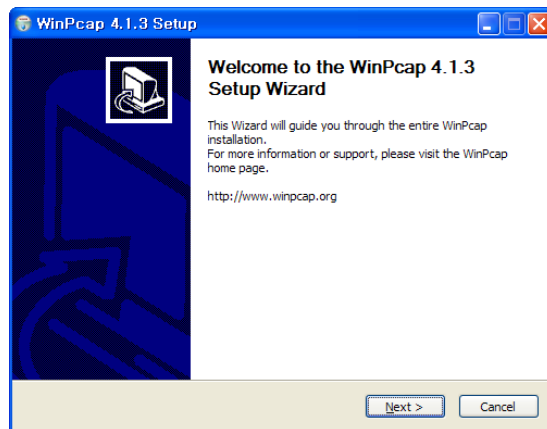 WinPcap 4.1.3 Setup
Welcome to the WinPcap 4.1.3
Setup Wizard
This Wizard will guide you through the entire WinPcap
installation.
For more information or support, please visit the WinPcap
home page.
http://www.winpcap.org
Next >
Cancel